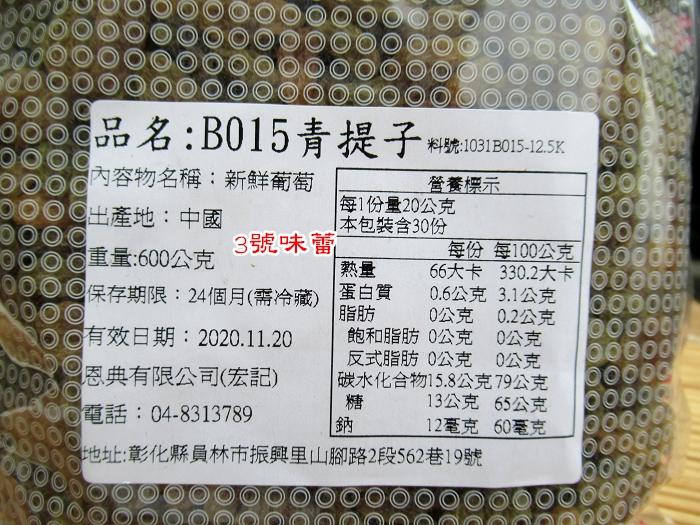 品名:B015青提子 料號:1031B015-12.5K
內容物名稱：新鮮葡萄
出產地：中國
重量:600公克
保存期限：24個月(需冷藏)
有效日期：2020.11.20
恩典有限公司(宏記)
電話：04-8313789
地址:彰化縣員林市振興里山腳路2段562巷19號
3號味蕾
營養標示
每1份量20公克
本包裝含30份
每份 每100公克
熱量 66大卡 330.2大卡
蛋白質 0.6公克 3.1公克
脂肪 0公克 0.2公克
飽和脂肪 0公克 0公克
反式脂肪 0公克 0公克
碳水化合物15.8公克79公克
糖 13公克 65公克
鈉 12毫克 60毫克